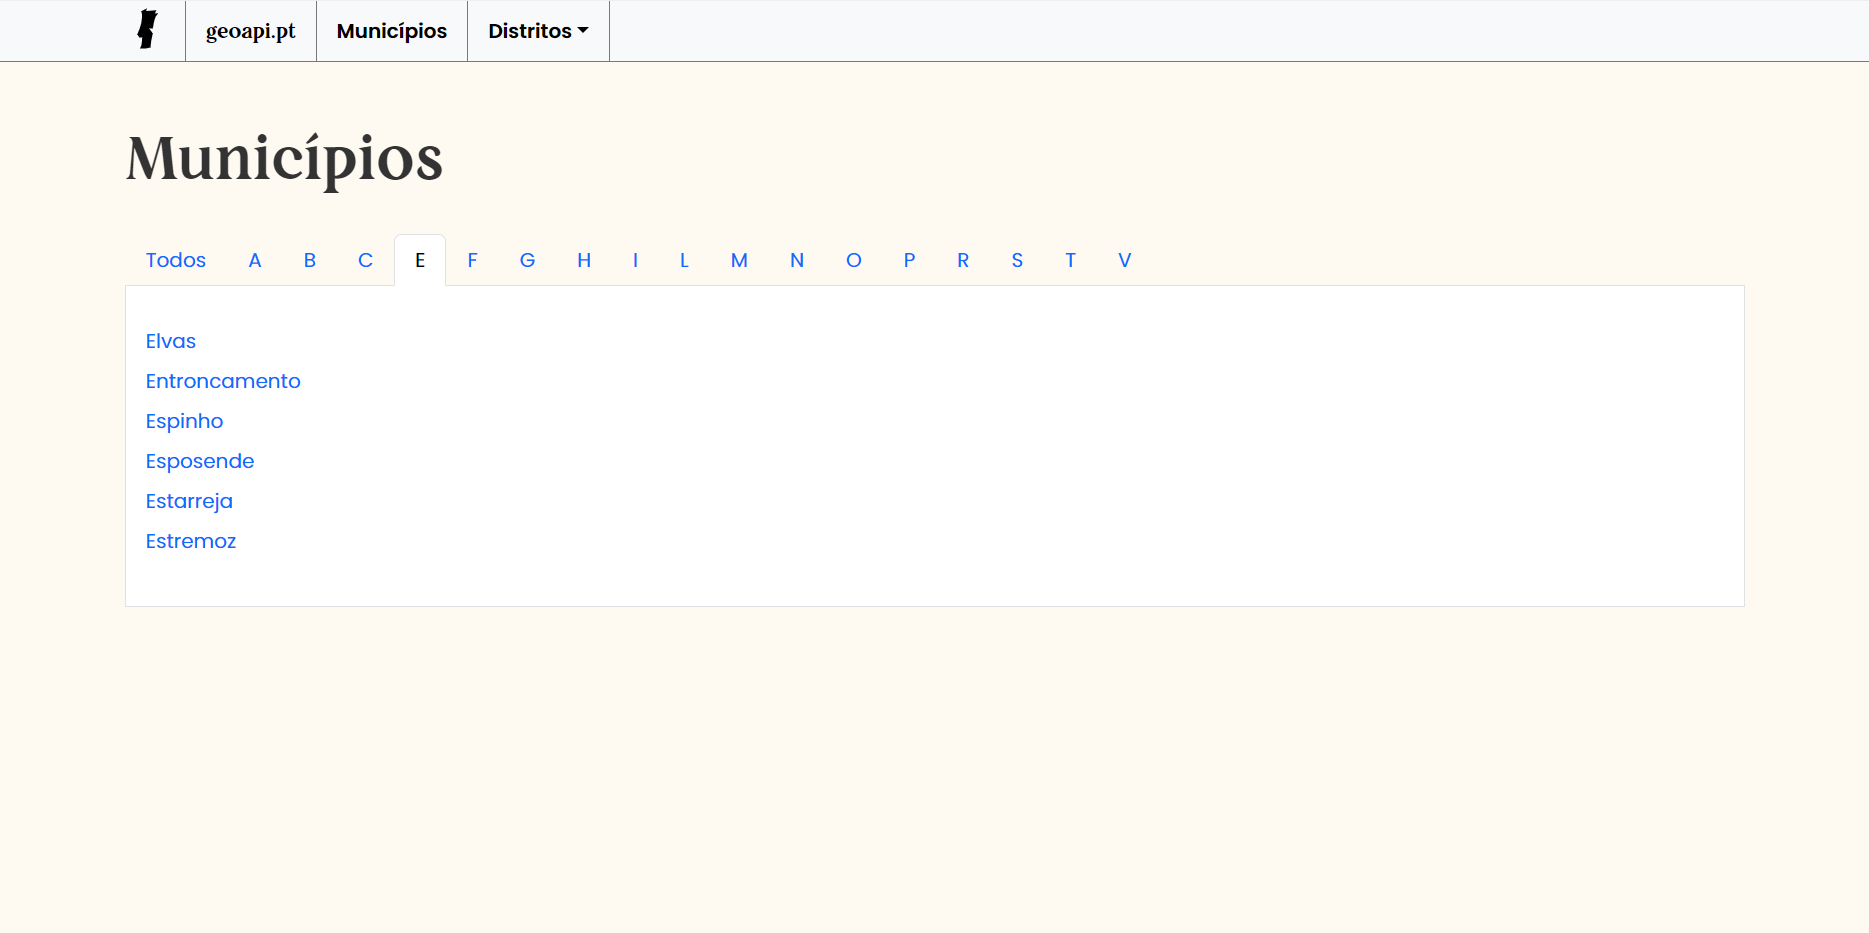 geoapi.pt Municípios Distritos
Municípios
Todos A B C E F G H I L M N O P R S T V
Elvas
Entroncamento
Espinho
Esposende
Estarreja
Estremoz